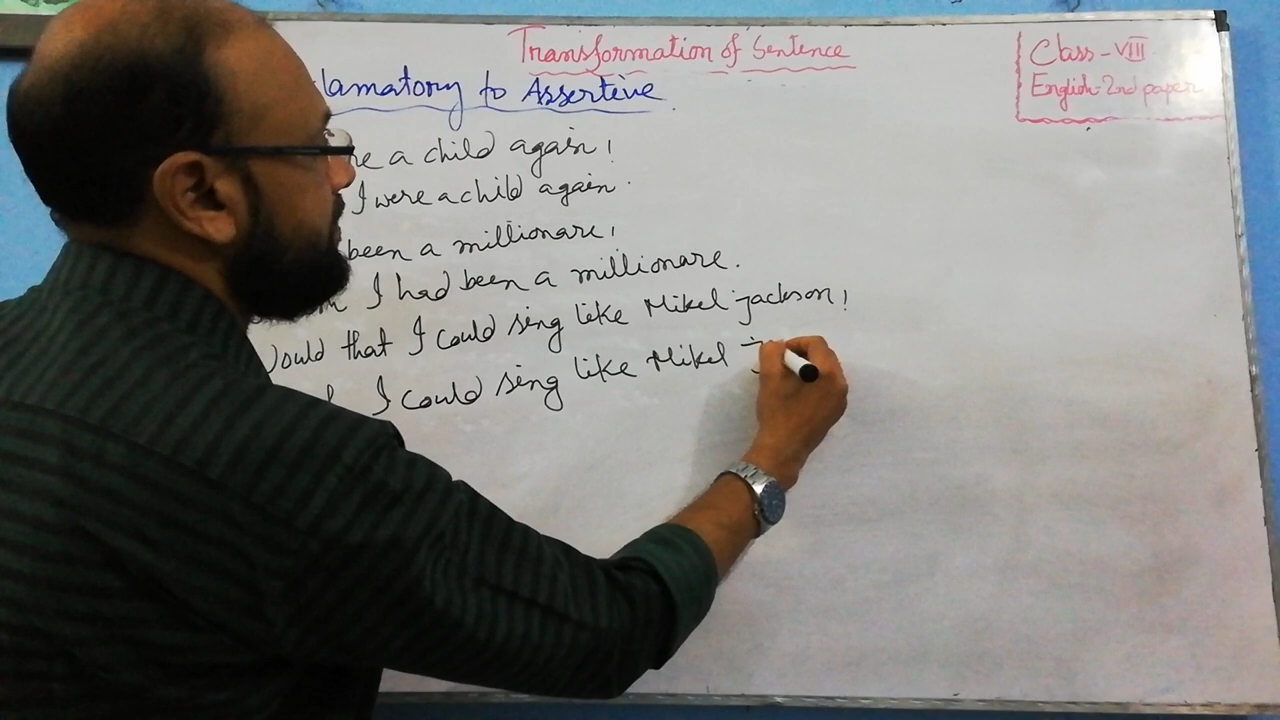 Transformation of Sentence
Class - VIII
English-2nd paper
lamatory to Assertive
re a child again!
I were a child again.
been a millionare!
I had been a millionare.
ould that I could sing like Mikel jackson!
I could sing like Mikel j